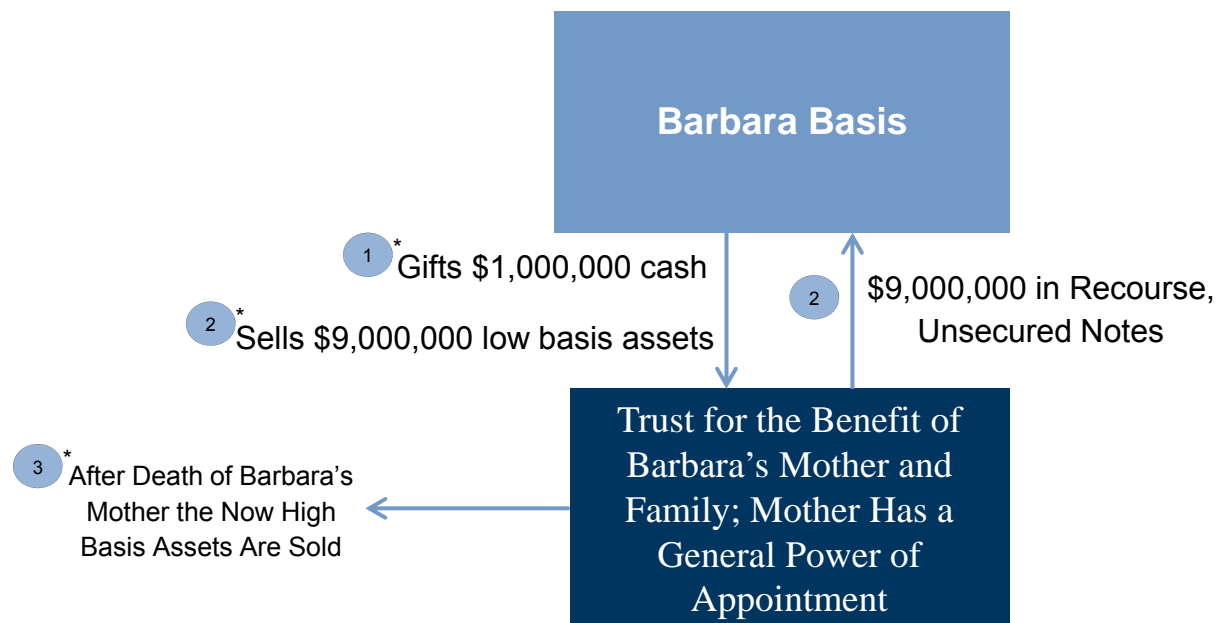 Barbara Basis
1
*
Gifts $1,000,000 cash
2
*
Sells $9,000,000 low basis assets
2
$9,000,000 in Recourse,
Unsecured Notes
Trust for the Benefit of
Barbara’s Mother and
Family; Mother Has a
General Power of
Appointment
3
*
After Death of Barbara’s
Mother the Now High
Basis Assets Are Sold